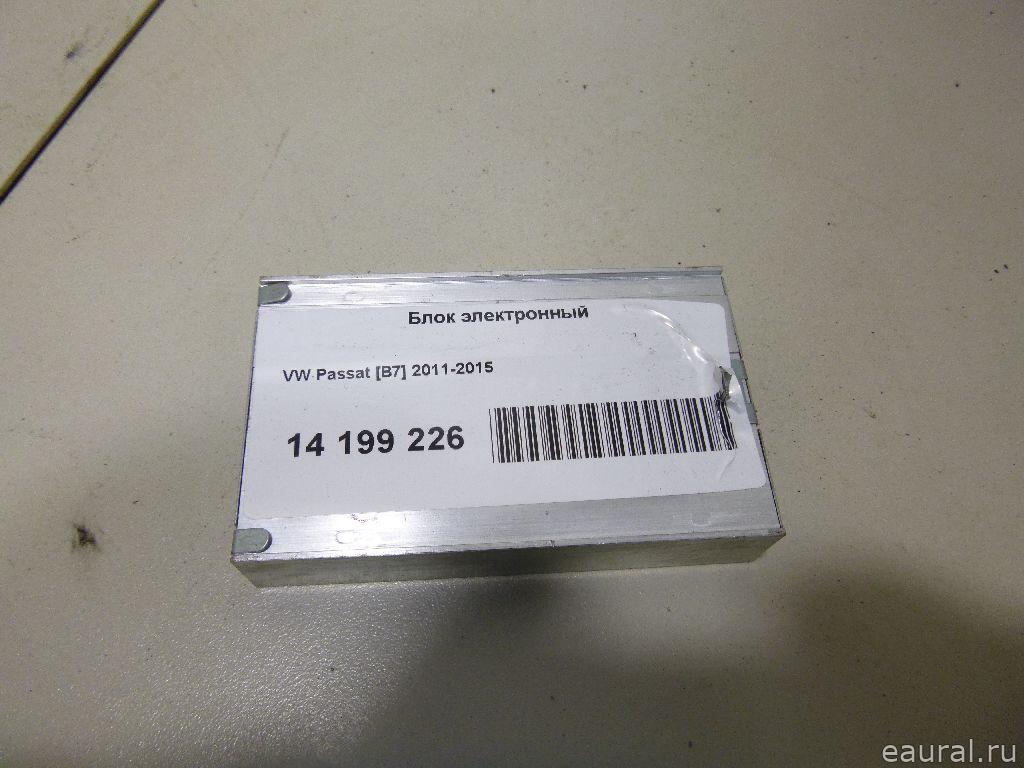 Блок электронный
VW Passat [B7] 2011-2015
14 199 226
eaural.ru